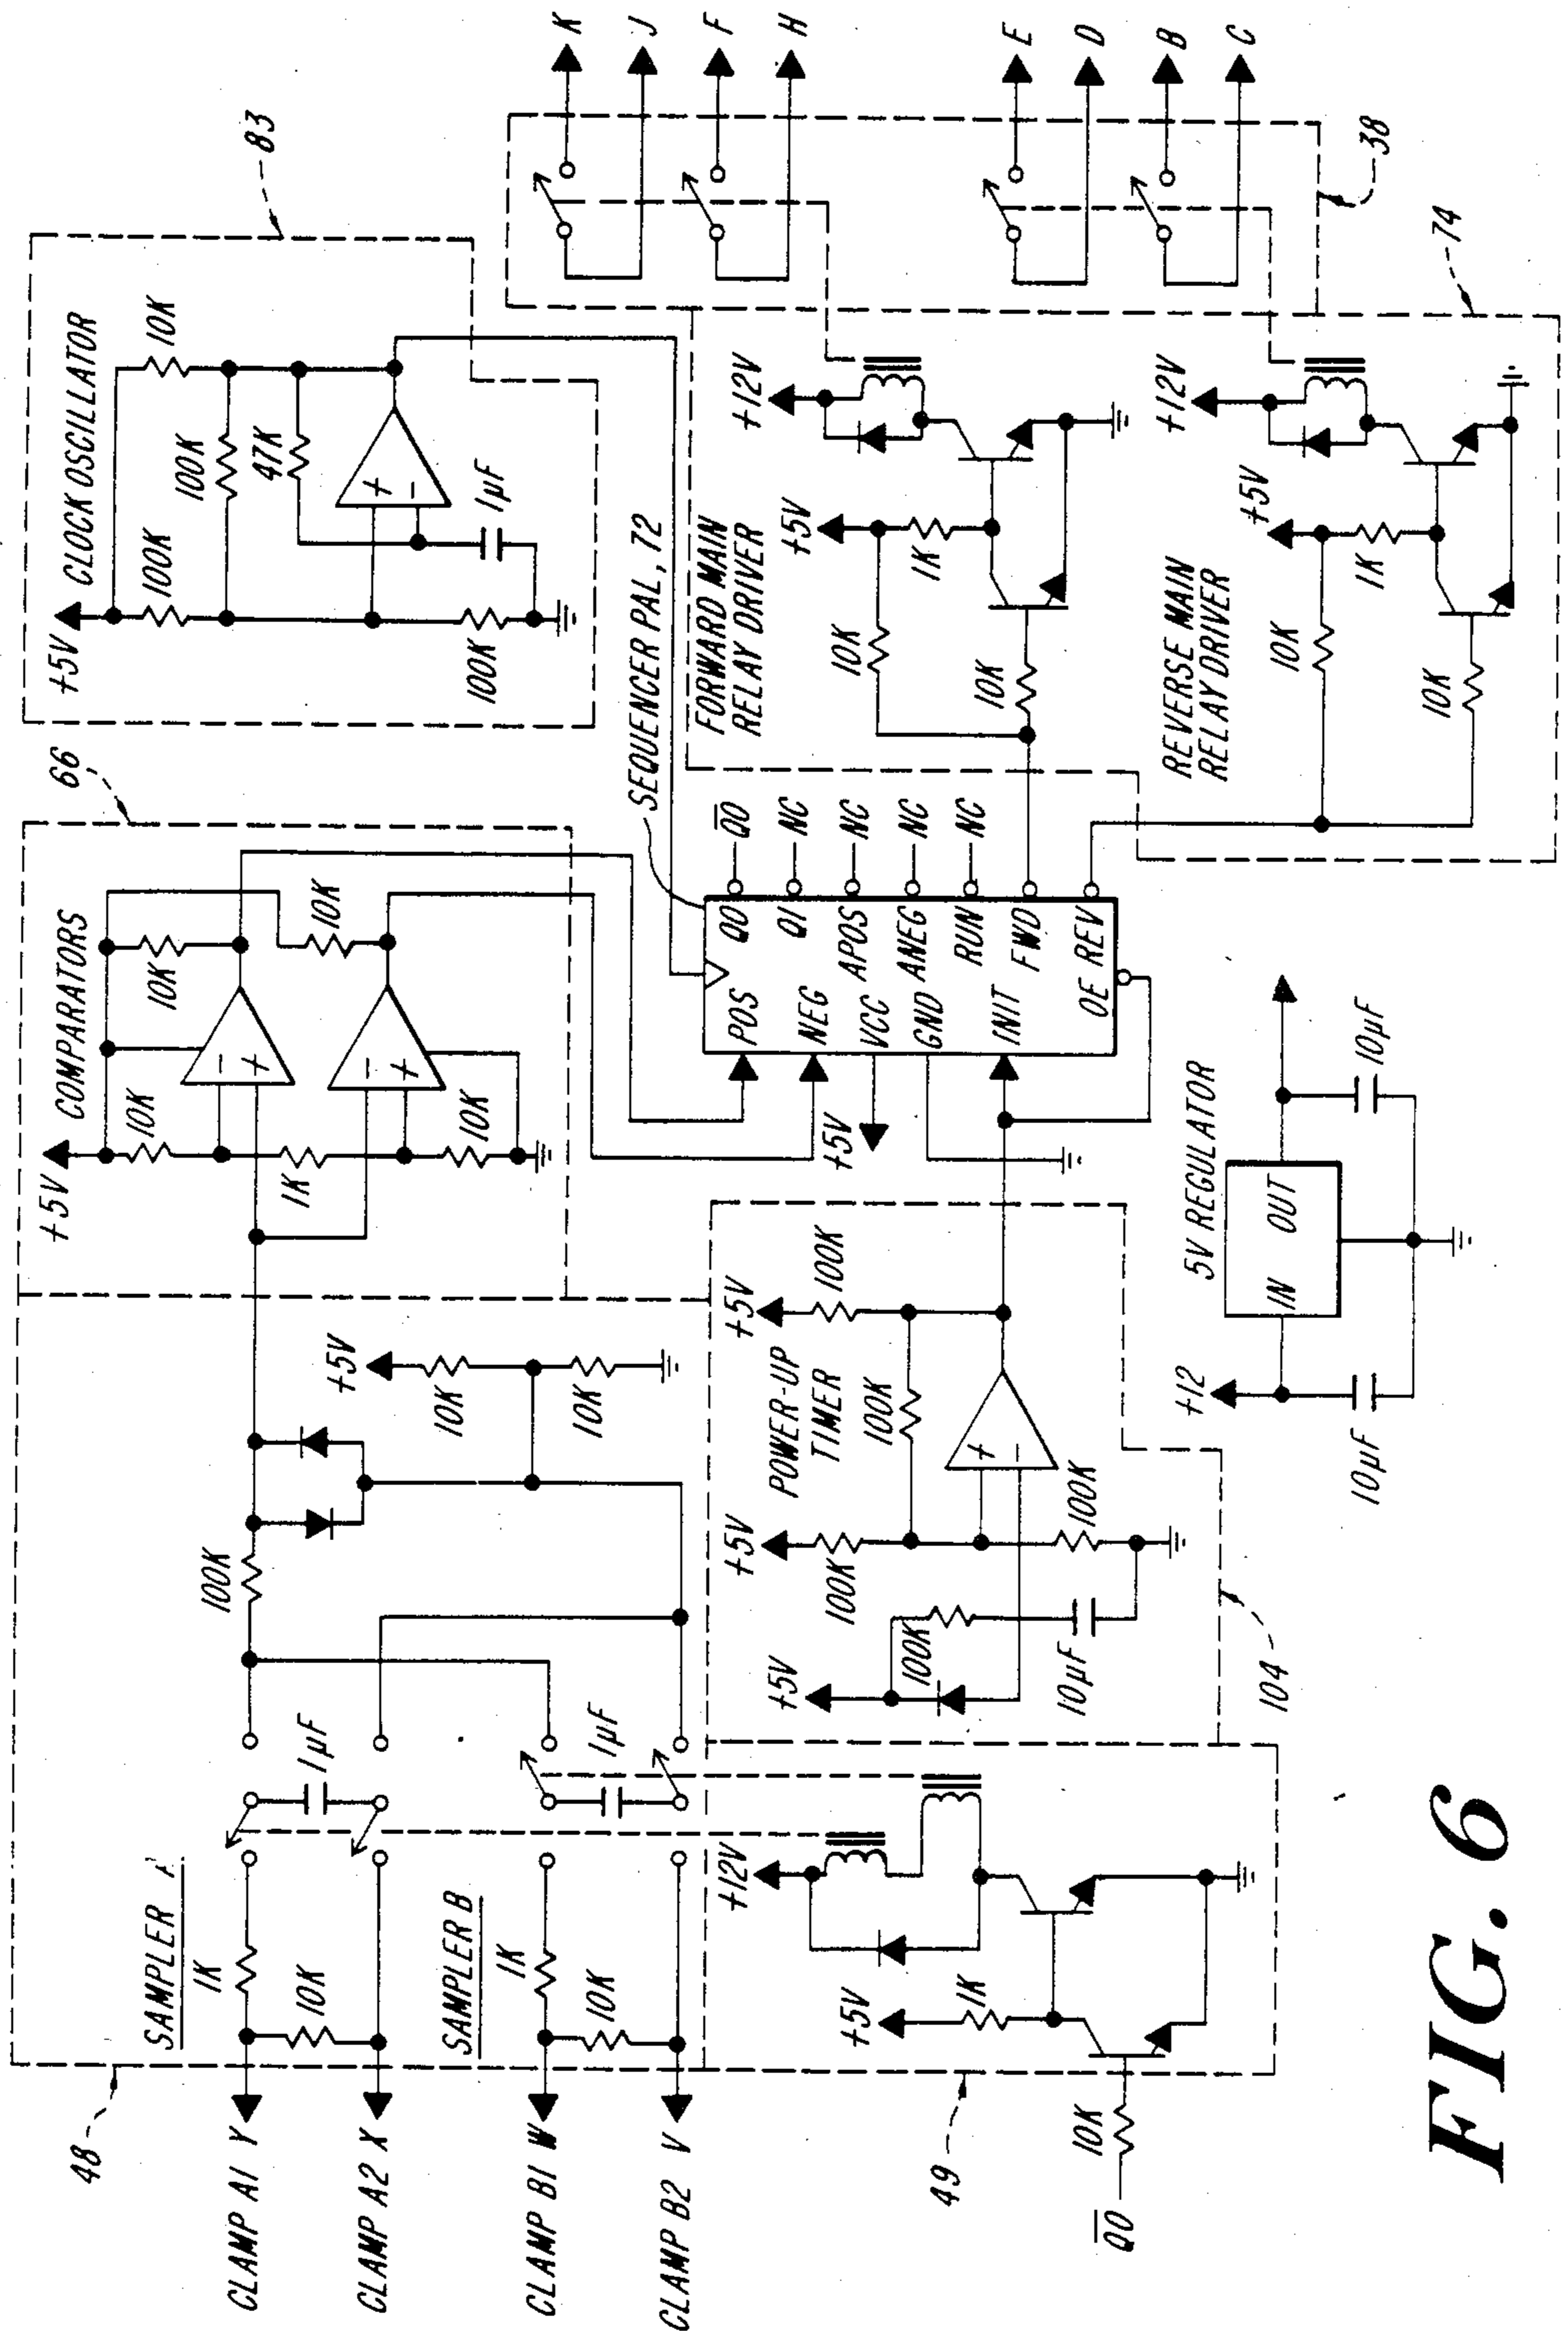 48
SAMPLER A
1K
10K
CLAMP A1 Y
CLAMP A2 X
1µF
SAMPLER B
1K
10K
CLAMP B1 W
CLAMP B2 V
1µF
100K
+5V
10K
10K
66
COMPARATORS
+5V
10K
1K
10K
10K
10K
83
CLOCK OSCILLATOR
+5V
100K
100K
10K
100K
47K
1µF
+
−
SEQUENCER PAL, 72
POS
NEG
VCC
GND
INIT
OE
Q0
Q1
APOS
ANEG
RUN
FWD
REV
Q̅0̅
NC
NC
NC
NC
+5V
FORWARD MAIN
RELAY DRIVER
+5V
10K
1K
10K
+12V
REVERSE MAIN
RELAY DRIVER
+5V
10K
1K
10K
+12V
74
38
K
J
F
H
E
D
B
C
49
Q̅0̅
10K
+5V
1K
+12V
POWER-UP
TIMER
+5V
100K
10µF
+5V
100K
100K
100K
+5V
100K
+
−
104
5V REGULATOR
IN OUT
+12
10µF
10µF
FIG. 6